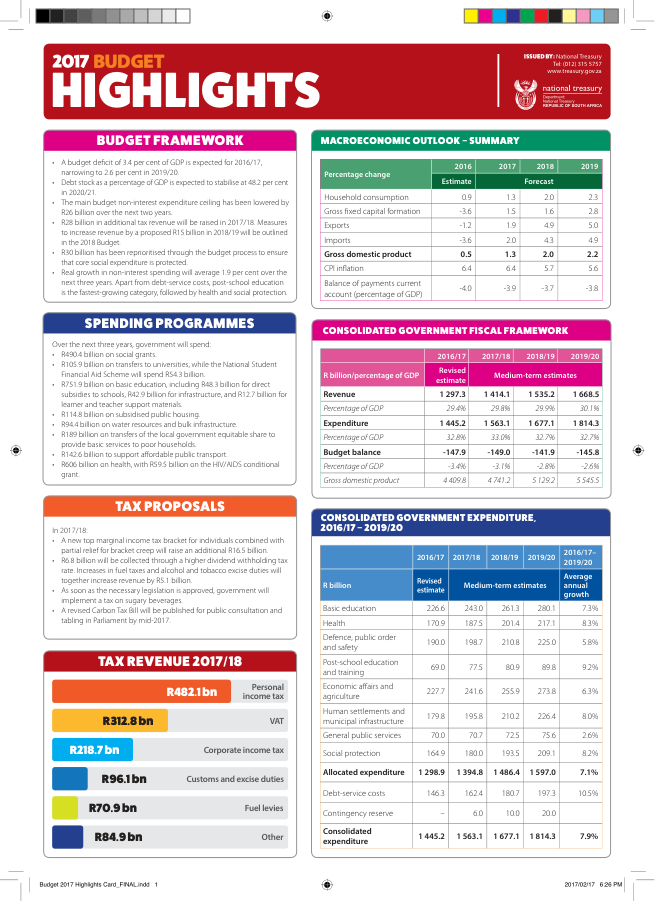 2017 BUDGET
HIGHLIGHTS
ISSUED BY: National Treasury
Tel: (012) 315 5757
www.treasury.gov.za
national treasury
Department:
National Treasury
REPUBLIC OF SOUTH AFRICA
BUDGET FRAMEWORK
• A budget deficit of 3.4 per cent of GDP is expected for 2016/17,
narrowing to 2.6 per cent in 2019/20.
• Debt stock as a percentage of GDP is expected to stabilise at 48.2 per cent
in 2020/21.
• The main budget non-interest expenditure ceiling has been lowered by
R26 billion over the next two years.
• R28 billion in additional tax revenue will be raised in 2017/18. Measures
to increase revenue by a proposed R15 billion in 2018/19 will be outlined
in the 2018 Budget.
• R30 billion has been reprioritised through the budget process to ensure
that core social expenditure is protected.
• Real growth in non-interest spending will average 1.9 per cent over the
next three years. Apart from debt-service costs, post-school education
is the fastest-growing category, followed by health and social protection.
SPENDING PROGRAMMES
Over the next three years, government will spend:
• R490.4 billion on social grants.
• R105.9 billion on transfers to universities, while the National Student
Financial Aid Scheme will spend R54.3 billion.
• R751.9 billion on basic education, including R48.3 billion for direct
subsidies to schools, R42.9 billion for infrastructure, and R12.7 billion for
learner and teacher support materials.
• R114.8 billion on subsidised public housing.
• R94.4 billion on water resources and bulk infrastructure.
• R189 billion on transfers of the local government equitable share to
provide basic services to poor households.
• R142.6 billion to support affordable public transport.
• R606 billion on health, with R59.5 billion on the HIV/AIDS conditional
grant.
TAX PROPOSALS
In 2017/18:
• A new top marginal income tax bracket for individuals combined with
partial relief for bracket creep will raise an additional R16.5 billion.
• R6.8 billion will be collected through a higher dividend withholding tax
rate. Increases in fuel taxes and alcohol and tobacco excise duties will
together increase revenue by R5.1 billion.
• As soon as the necessary legislation is approved, government will
implement a tax on sugary beverages.
• A revised Carbon Tax Bill will be published for public consultation and
tabling in Parliament by mid-2017.
TAX REVENUE 2017/18
R482.1 bn Personal
income tax
R312.8 bn VAT
R218.7 bn Corporate income tax
R96.1 bn Customs and excise duties
R70.9 bn Fuel levies
R84.9 bn Other
MACROECONOMIC OUTLOOK – SUMMARY
Percentage change 2016 2017 2018 2019
Estimate Forecast
Household consumption 0.9 1.3 2.0 2.3
Gross fixed capital formation -3.6 1.5 1.6 2.8
Exports -1.2 1.9 4.9 5.0
Imports -3.6 2.0 4.3 4.9
Gross domestic product 0.5 1.3 2.0 2.2
CPI inflation 6.4 6.4 5.7 5.6
Balance of payments current
account (percentage of GDP) -4.0 -3.9 -3.7 -3.8
CONSOLIDATED GOVERNMENT FISCAL FRAMEWORK
2016/17 2017/18 2018/19 2019/20
R billion/percentage of GDP Revised
estimate Medium-term estimates
Revenue 1 297.3 1 414.1 1 535.2 1 668.5
Percentage of GDP 29.4% 29.8% 29.9% 30.1%
Expenditure 1 445.2 1 563.1 1 677.1 1 814.3
Percentage of GDP 32.8% 33.0% 32.7% 32.7%
Budget balance -147.9 -149.0 -141.9 -145.8
Percentage of GDP -3.4% -3.1% -2.8% -2.6%
Gross domestic product 4 409.8 4 741.2 5 129.2 5 545.5
CONSOLIDATED GOVERNMENT EXPENDITURE,
2016/17 – 2019/20
2016/17 2017/18 2018/19 2019/20 2016/17–
2019/20
R billion Revised
estimate Medium-term estimates Average
annual
growth
Basic education 226.6 243.0 261.3 280.1 7.3%
Health 170.9 187.5 201.4 217.1 8.3%
Defence, public order
and safety 190.0 198.7 210.8 225.0 5.8%
Post-school education
and training 69.0 77.5 80.9 89.8 9.2%
Economic affairs and
agriculture 227.7 241.6 255.9 273.8 6.3%
Human settlements and
municipal infrastructure 179.8 195.8 210.2 226.4 8.0%
General public services 70.0 70.7 72.5 75.6 2.6%
Social protection 164.9 180.0 193.5 209.1 8.2%
Allocated expenditure 1 298.9 1 394.8 1 486.4 1 597.0 7.1%
Debt-service costs 146.3 162.4 180.7 197.3 10.5%
Contingency reserve – 6.0 10.0 20.0
Consolidated
expenditure 1 445.2 1 563.1 1 677.1 1 814.3 7.9%
Budget 2017 Highlights Card_FINAL.indd 1
2017/02/17 6:26 PM